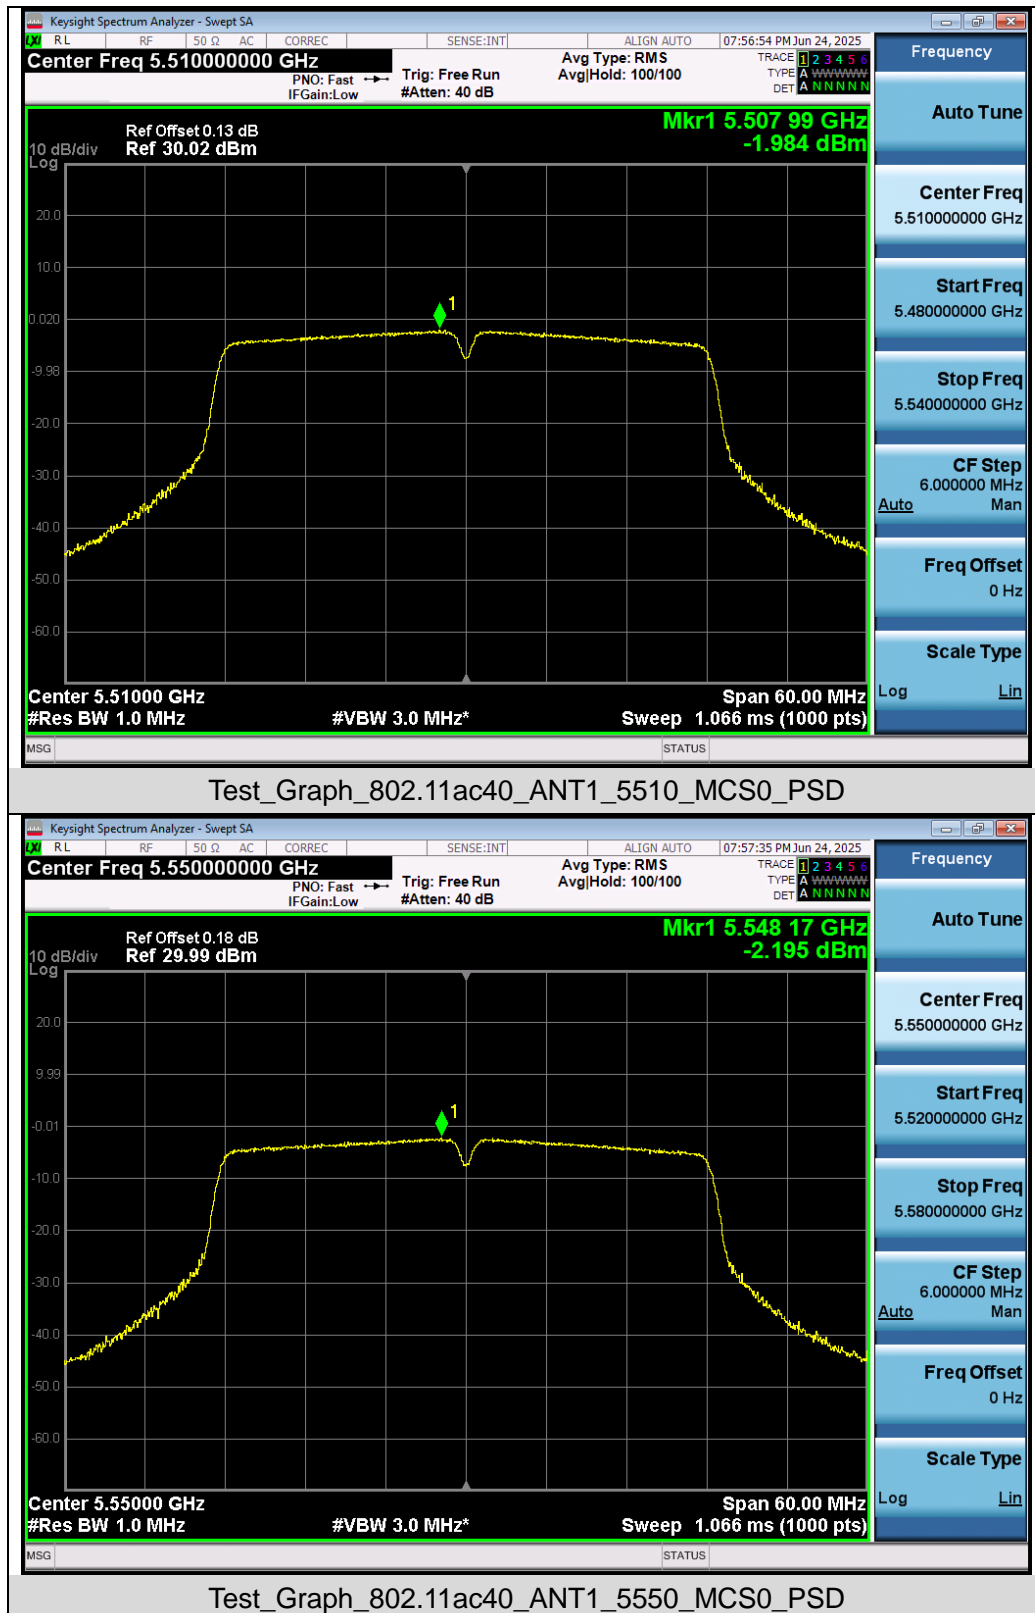 Keysight Spectrum Analyzer - Swept SA
LXI RL RF 50 Ω AC CORREC SENSE:INT ALIGN AUTO 07:56:54 PM Jun 24, 2025
Center Freq 5.510000000 GHz
PNO: Fast
IFGain:Low
Trig: Free Run
#Atten: 40 dB
Avg Type: RMS
Avg|Hold: 100/100
TRACE 1 2 3 4 5 6
TYPE A WWWWW
DET A N N N N N
Frequency
Auto Tune
Center Freq
5.510000000 GHz
Start Freq
5.480000000 GHz
Stop Freq
5.540000000 GHz
CF Step
6.000000 MHz
Auto Man
Freq Offset
0 Hz
Scale Type
Log Lin
Mkr1 5.507 99 GHz
-1.984 dBm
Ref Offset 0.13 dB
10 dB/div Ref 30.02 dBm
Log
20.0
10.0
0.020
-9.98
-20.0
-30.0
-40.0
-50.0
-60.0
1
Center 5.51000 GHz Span 60.00 MHz
#Res BW 1.0 MHz #VBW 3.0 MHz* Sweep 1.066 ms (1000 pts)
MSG STATUS
Test_Graph_802.11ac40_ANT1_5510_MCS0_PSD
Keysight Spectrum Analyzer - Swept SA
LXI RL RF 50 Ω AC CORREC SENSE:INT ALIGN AUTO 07:57:35 PM Jun 24, 2025
Center Freq 5.550000000 GHz
PNO: Fast
IFGain:Low
Trig: Free Run
#Atten: 40 dB
Avg Type: RMS
Avg|Hold: 100/100
TRACE 1 2 3 4 5 6
TYPE A WWWWW
DET A N N N N N
Frequency
Auto Tune
Center Freq
5.550000000 GHz
Start Freq
5.520000000 GHz
Stop Freq
5.580000000 GHz
CF Step
6.000000 MHz
Auto Man
Freq Offset
0 Hz
Scale Type
Log Lin
Mkr1 5.548 17 GHz
-2.195 dBm
Ref Offset 0.18 dB
10 dB/div Ref 29.99 dBm
Log
20.0
9.99
-0.01
-10.0
-20.0
-30.0
-40.0
-50.0
-60.0
1
Center 5.55000 GHz Span 60.00 MHz
#Res BW 1.0 MHz #VBW 3.0 MHz* Sweep 1.066 ms (1000 pts)
MSG STATUS
Test_Graph_802.11ac40_ANT1_5550_MCS0_PSD